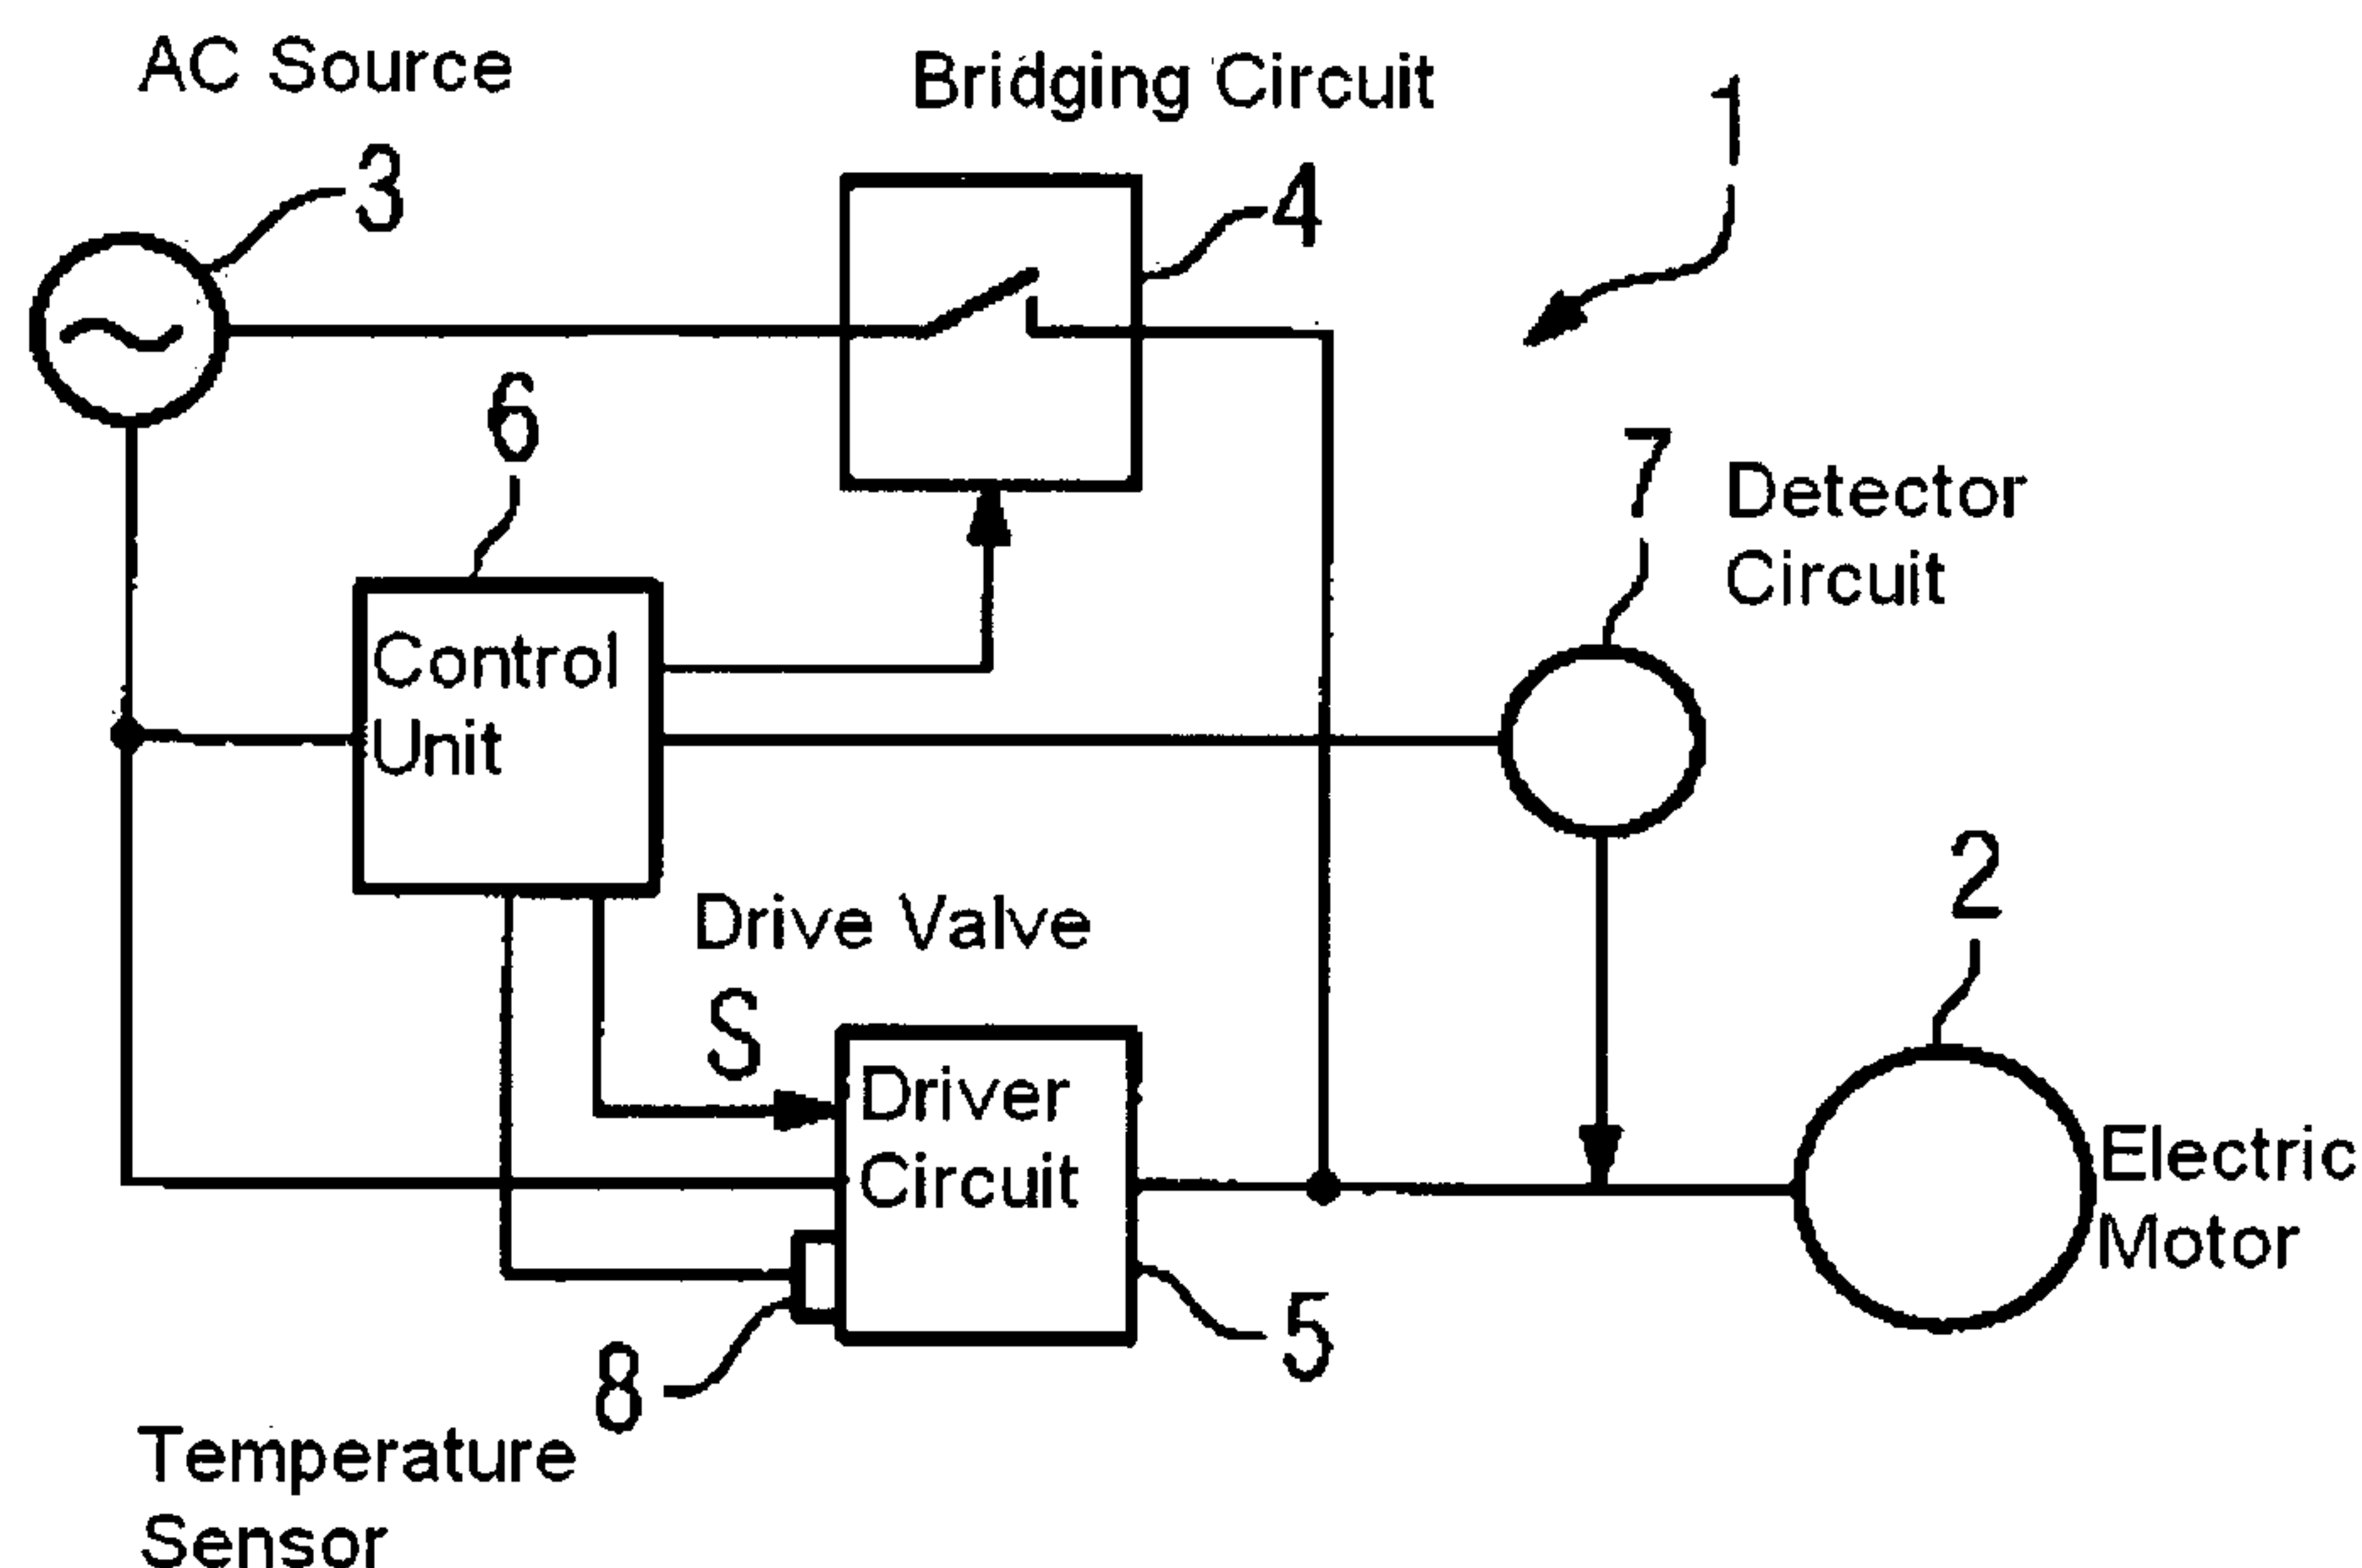 AC Source
Bridging Circuit
1
3
4
6
7
Detector
Circuit
Control
Unit
2
Drive Valve
S
Driver
Circuit
Electric
Motor
5
8
Temperature
Sensor